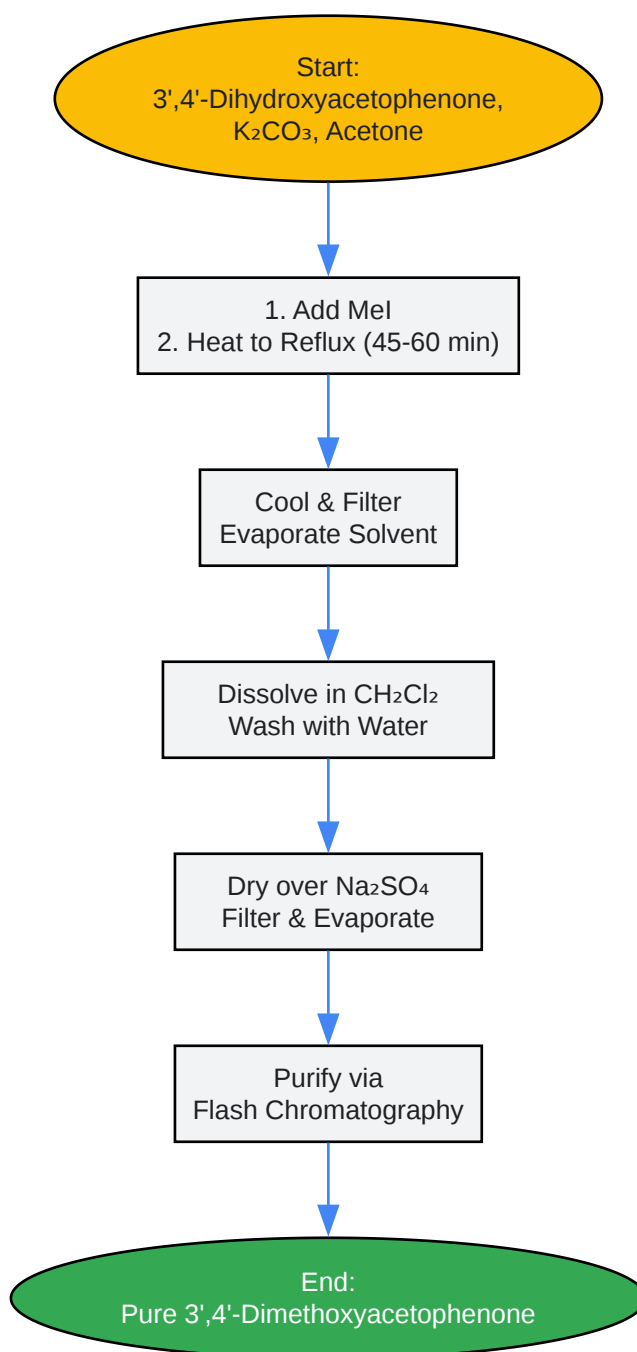 Start:
3',4'-Dihydroxyacetophenone,
K₂CO₃, Acetone
1. Add MeI
2. Heat to Reflux (45-60 min)
Cool & Filter
Evaporate Solvent
Dissolve in CH₂Cl₂
Wash with Water
Dry over Na₂SO₄
Filter & Evaporate
Purify via
Flash Chromatography
End:
Pure 3',4'-Dimethoxyacetophenone